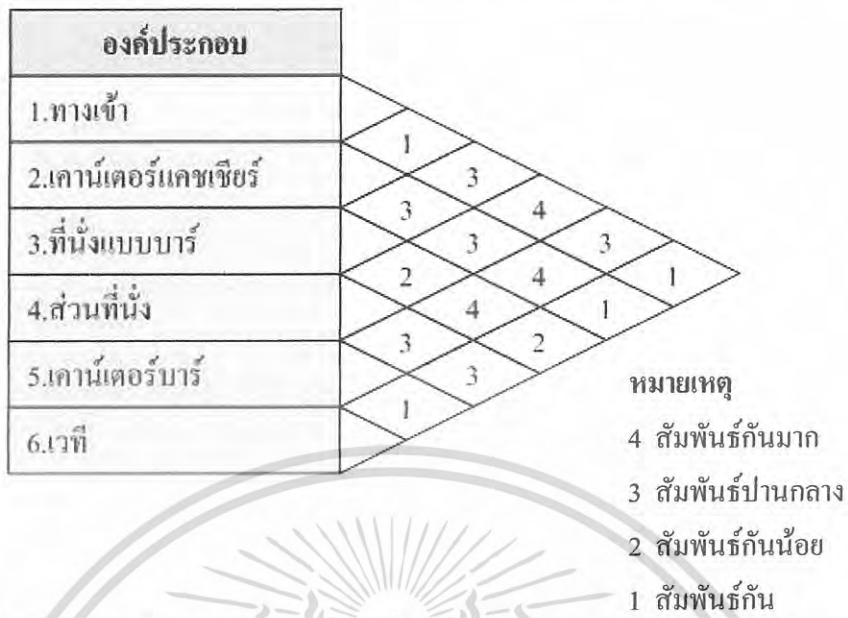 องค์ประกอบ
1.ทางเข้า
1
3
2.เคาน์เตอร์แคชเชียร์
3
4
3.ที่นั่งแบบบาร์
3
3
2
4
1
4.ส่วนที่นั่ง
4
1
3
2
5.เคาน์เตอร์บาร์
3
1
6.เวที
หมายเหตุ
4 สัมพันธ์กันมาก
3 สัมพันธ์ปานกลาง
2 สัมพันธ์กันน้อย
1 สัมพันธ์กัน